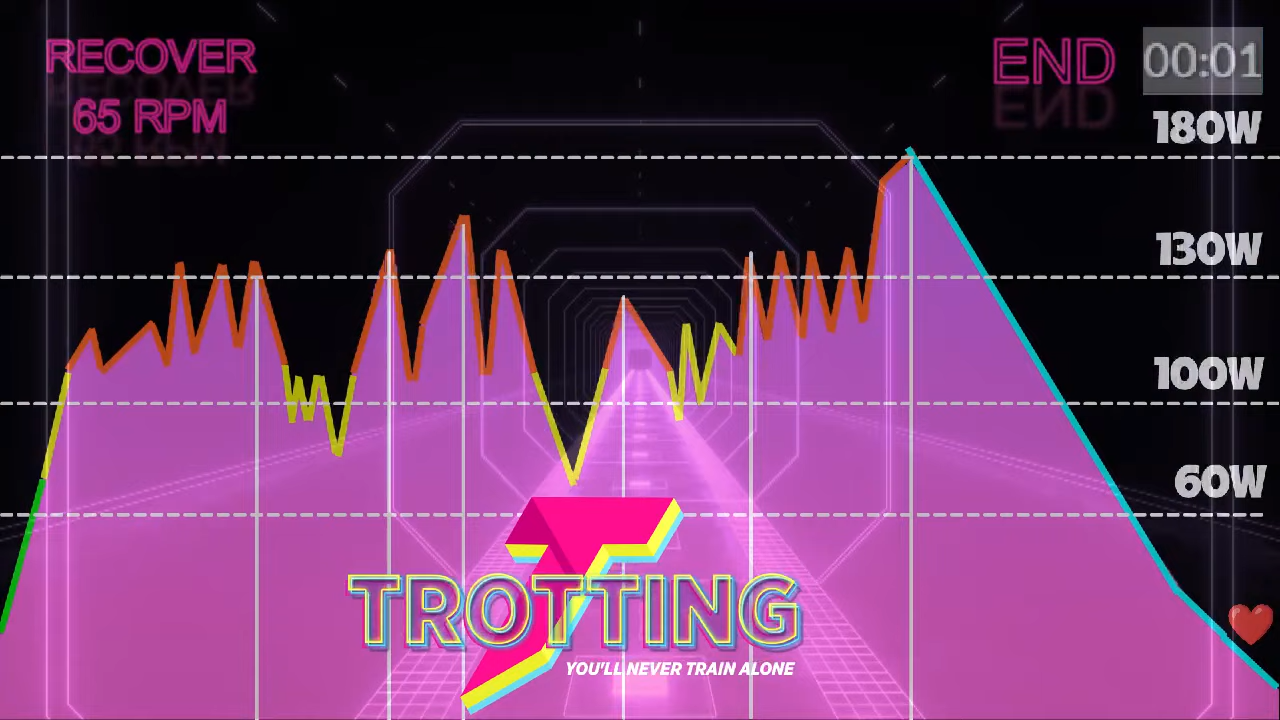 RECOVER
65 RPM
END 00:01
180W
130W
100W
60W
TROTTING
YOU'LL NEVER TRAIN ALONE